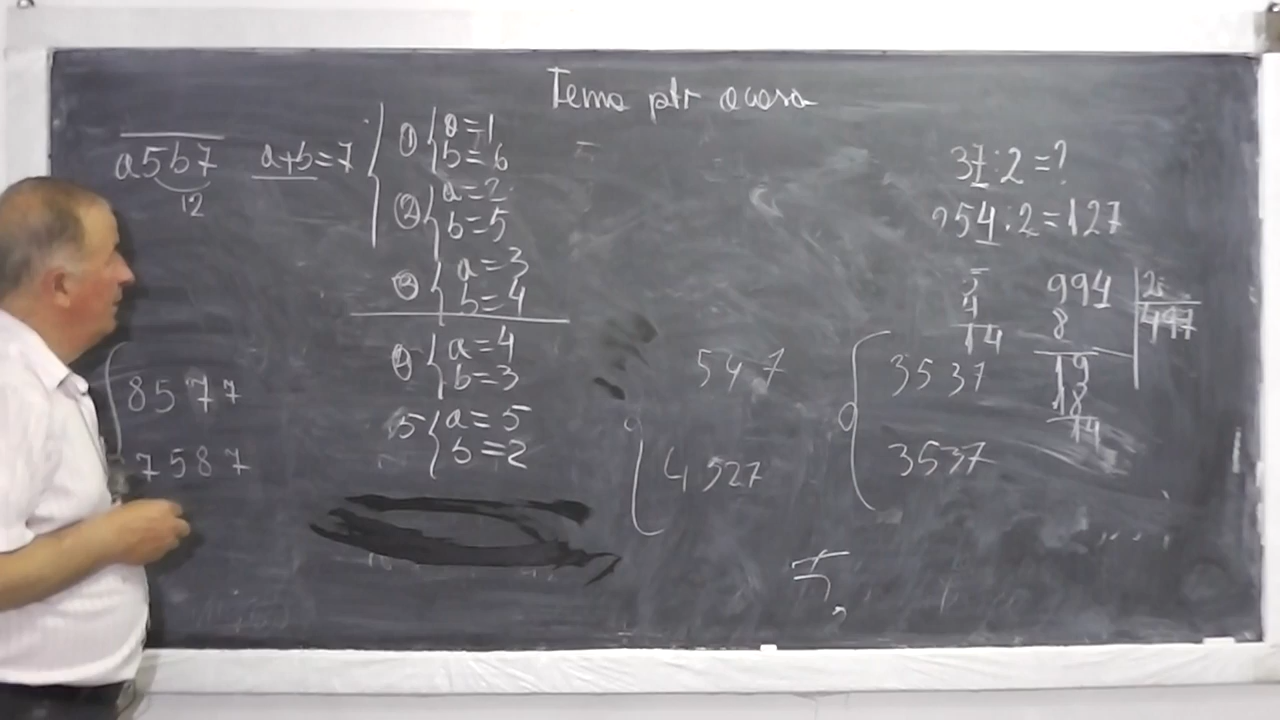 Tema ptr acasa
a5b7 a+b=7
12
① a=1
b=6
② a=2
b=5
③ a=3
b=4
④ a=4
b=3
5 a=5
b=2
8577
7587
547
4527
3537
3537
37:2=?
254:2=127
14
994 2
8 497
19
18
14